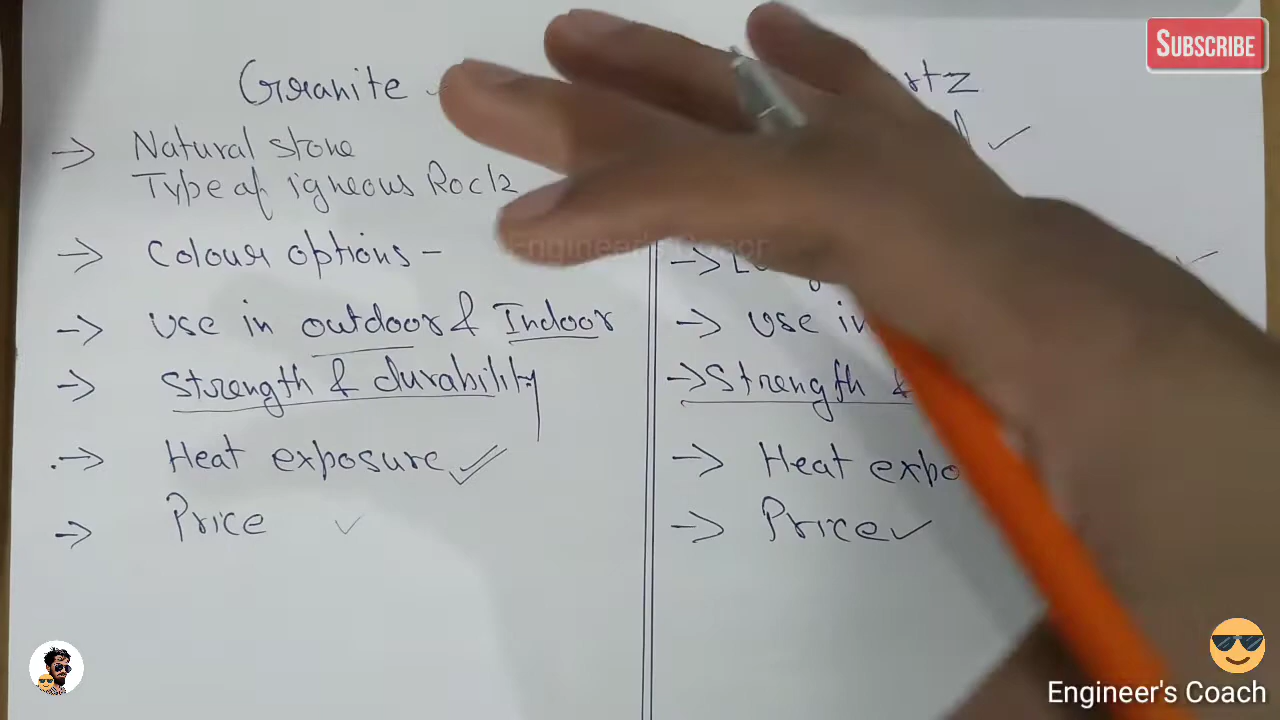 SUBSCRIBE
Granite
→ Natural stone
Type of igneous Rock
→ Colour options -
→ Use in outdoor & Indoor
→ Strength & durability
→ Heat exposure
→ Price
→ Use in
→ Strength &
→ Heat expo
→ Price
Engineer's Coach